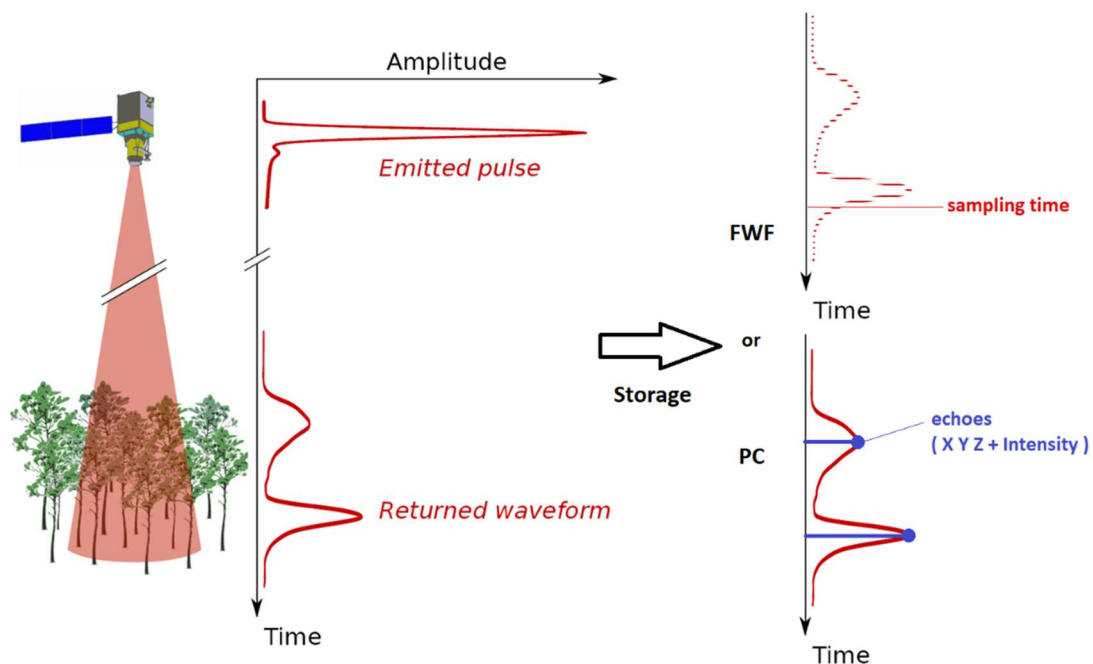 Amplitude
Emitted pulse
Returned waveform
Time
Storage
FWF
sampling time
Time
or
PC
echoes
( X Y Z + Intensity )
Time